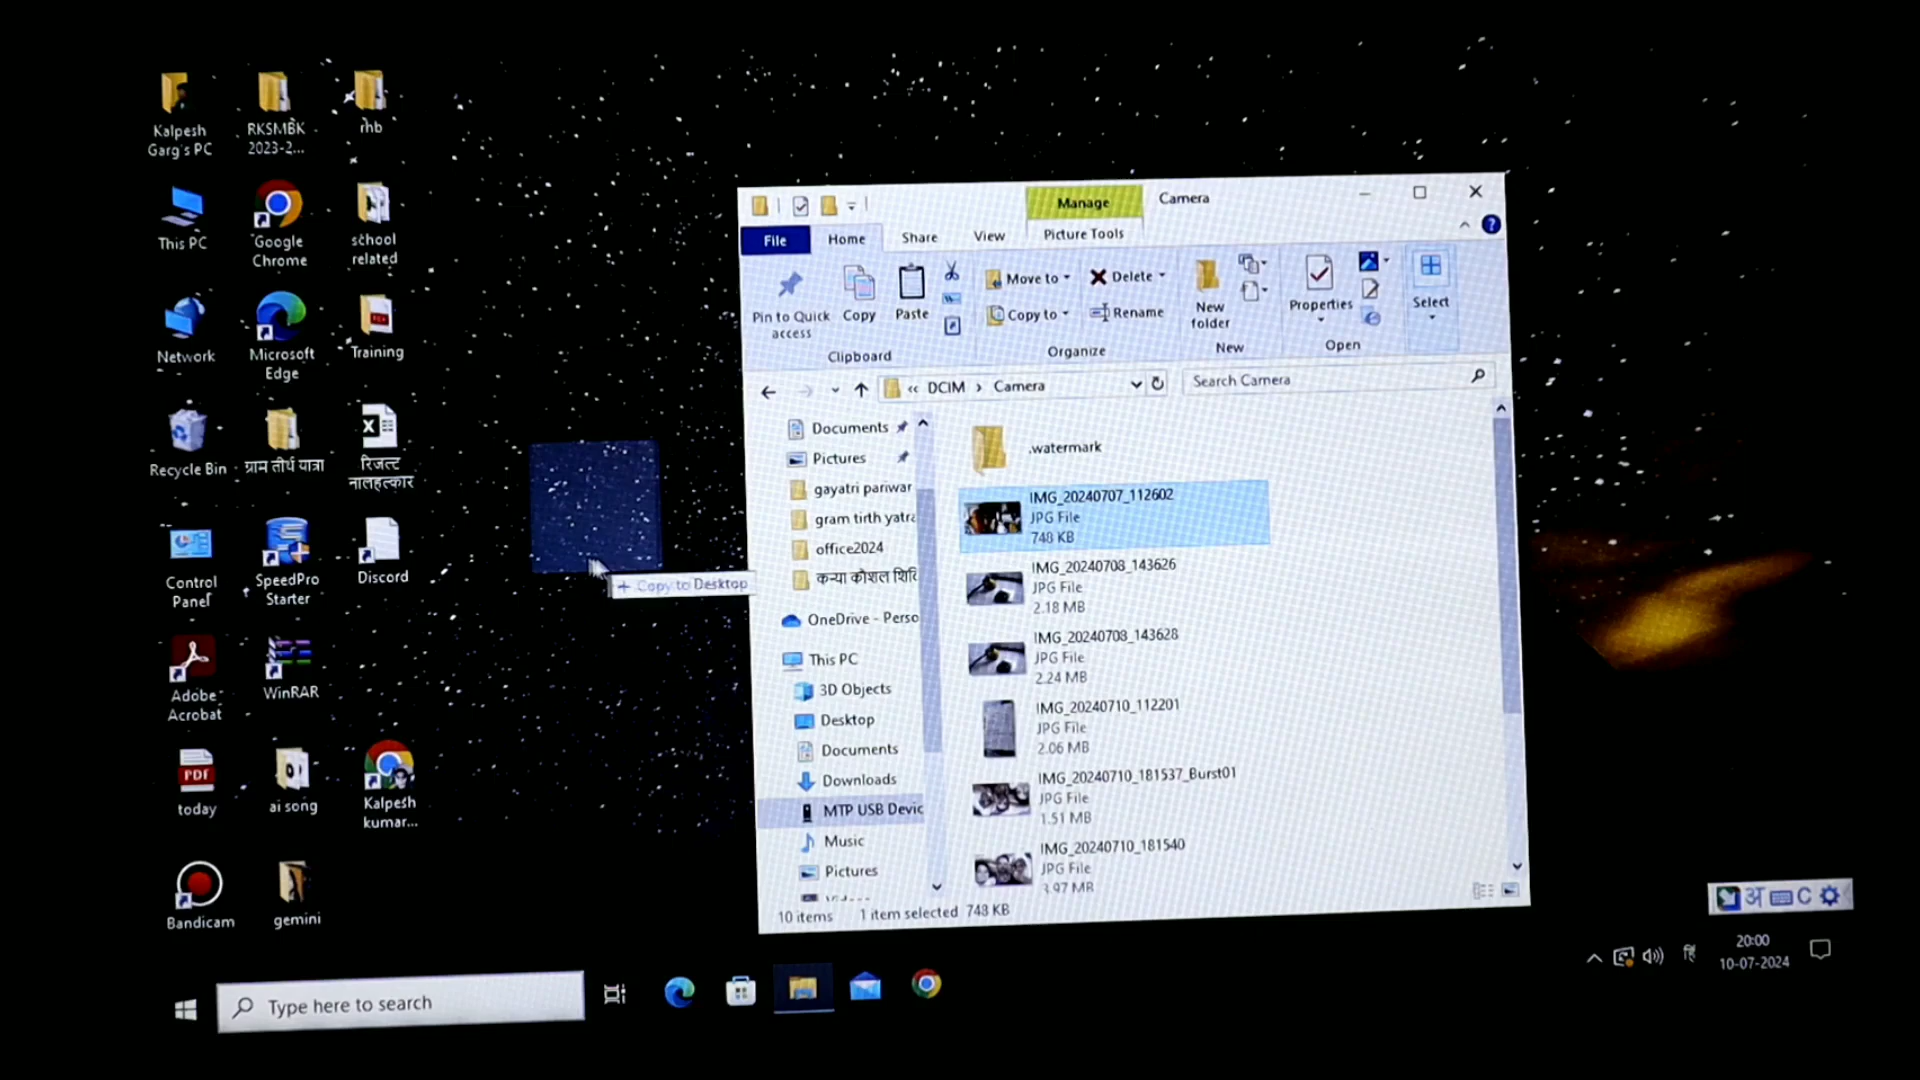 Kalpesh
Garg's PC
RKSMBK
2023-2...
rhb
This PC
Google
Chrome
school
related
Network
Microsoft
Edge
Training
Recycle Bin
ग्राम तीर्थ यात्रा
रिजल्ट
नालहत्कार
Control
Panel
SpeedPro
Starter
Discord
Adobe
Acrobat
WinRAR
today
ai song
Kalpesh
kumar...
Bandicam
gemini
+ Copy to Desktop
Manage
Camera
File
Home
Share
View
Picture Tools
Pin to Quick
access
Copy
Paste
Move to
Copy to
Delete
Rename
New
folder
Properties
Select
Clipboard
Organize
New
Open
« DCIM › Camera
Search Camera
Documents
Pictures
gayatri pariwar
gram tirth yatra
office2024
कन्या कौशल शिवि
OneDrive - Perso
This PC
3D Objects
Desktop
Documents
Downloads
MTP USB Devic
Music
Pictures
.watermark
IMG_20240707_112602
JPG File
748 KB
IMG_20240708_143626
JPG File
2.18 MB
IMG_20240708_143628
JPG File
2.24 MB
IMG_20240710_112201
JPG File
2.06 MB
IMG_20240710_181537_Burst01
JPG File
1.51 MB
IMG_20240710_181540
JPG File
3.97 MB
10 items
1 item selected 748 KB
अ
C
Type here to search
हिं
20:00
10-07-2024